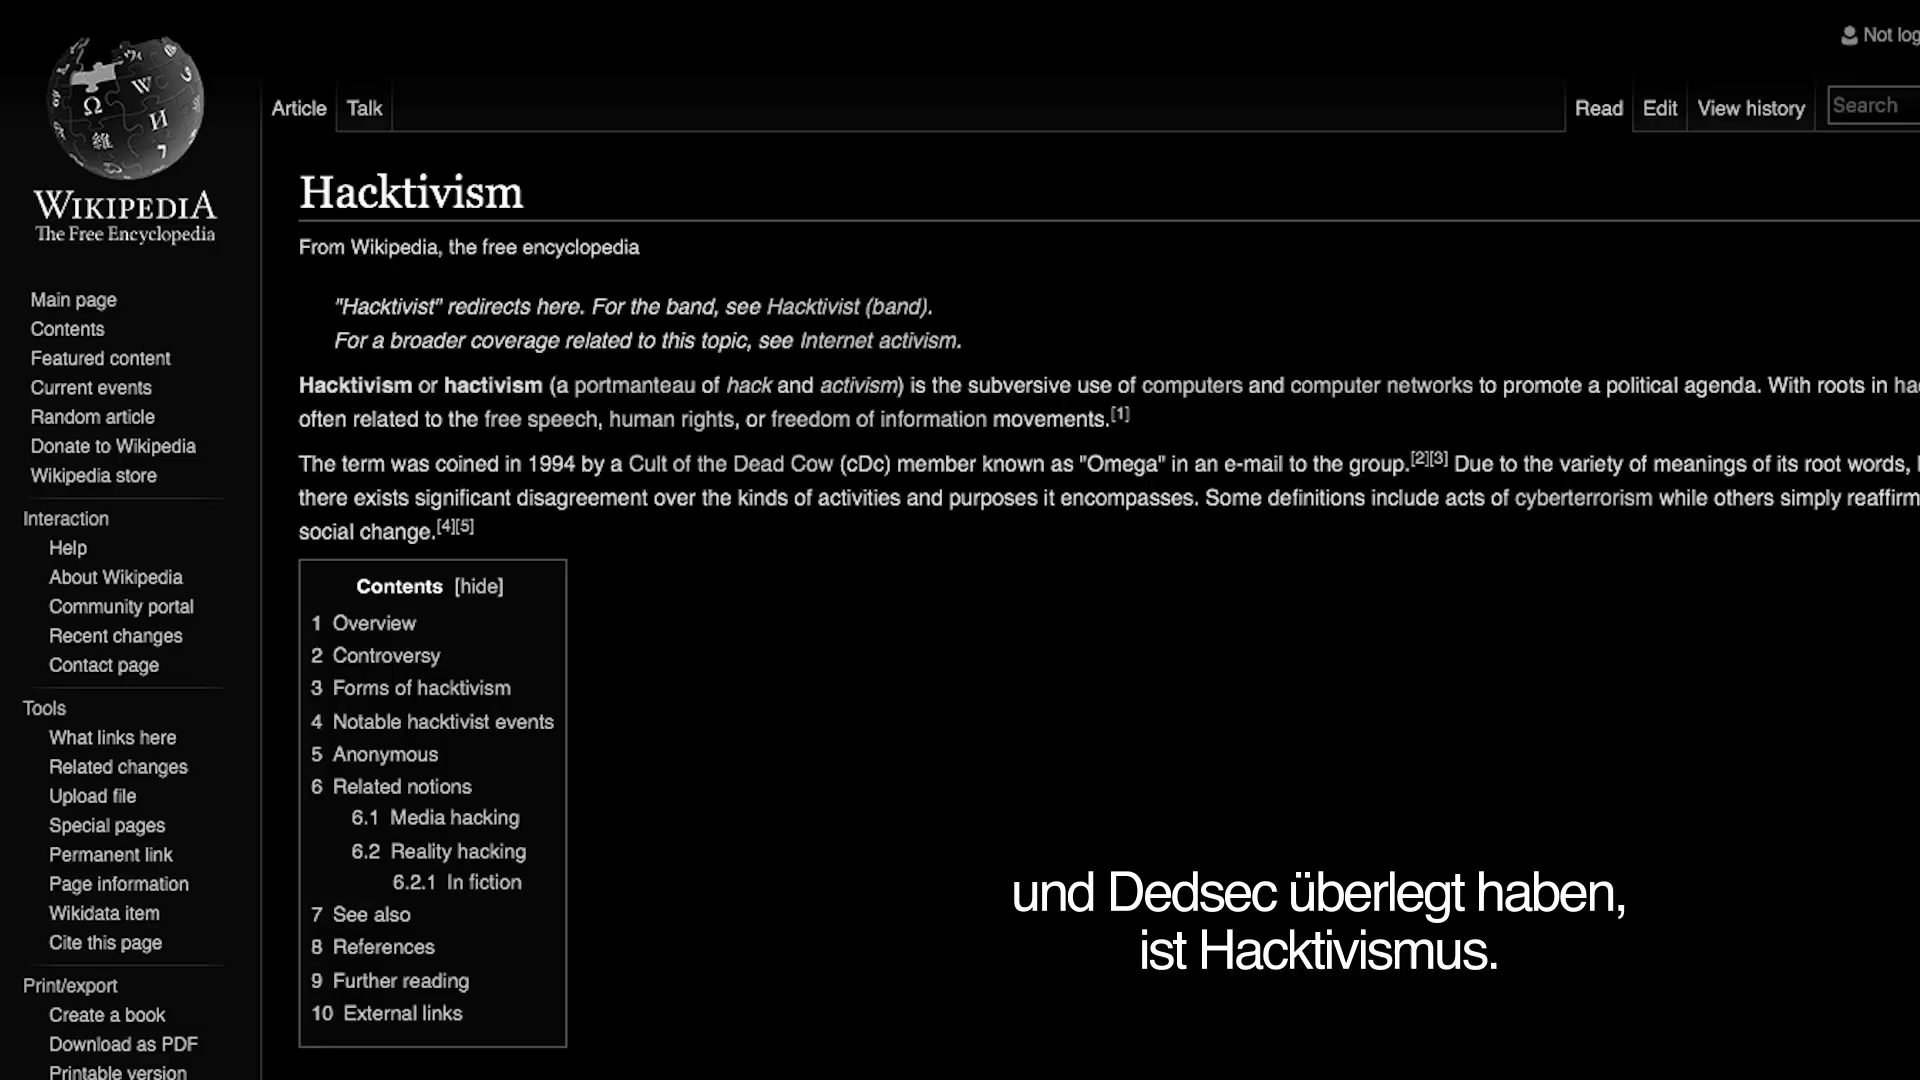 Not log
WIKIPEDIA
The Free Encyclopedia
Article Talk Read Edit View history Search
Hacktivism
From Wikipedia, the free encyclopedia
"Hacktivist" redirects here. For the band, see Hacktivist (band).
For a broader coverage related to this topic, see Internet activism.
Hacktivism or hactivism (a portmanteau of hack and activism) is the subversive use of computers and computer networks to promote a political agenda. With roots in hac
often related to the free speech, human rights, or freedom of information movements.[1]
The term was coined in 1994 by a Cult of the Dead Cow (cDc) member known as "Omega" in an e-mail to the group.[2][3] Due to the variety of meanings of its root words,
there exists significant disagreement over the kinds of activities and purposes it encompasses. Some definitions include acts of cyberterrorism while others simply reaffirm
social change.[4][5]
Main page
Contents
Featured content
Current events
Random article
Donate to Wikipedia
Wikipedia store
Interaction
Help
About Wikipedia
Community portal
Recent changes
Contact page
Tools
What links here
Related changes
Upload file
Special pages
Permanent link
Page information
Wikidata item
Cite this page
Print/export
Create a book
Download as PDF
Printable version
Contents [hide]
1 Overview
2 Controversy
3 Forms of hacktivism
4 Notable hacktivist events
5 Anonymous
6 Related notions
6.1 Media hacking
6.2 Reality hacking
6.2.1 In fiction
7 See also
8 References
9 Further reading
10 External links
und Dedsec überlegt haben,
ist Hacktivismus.